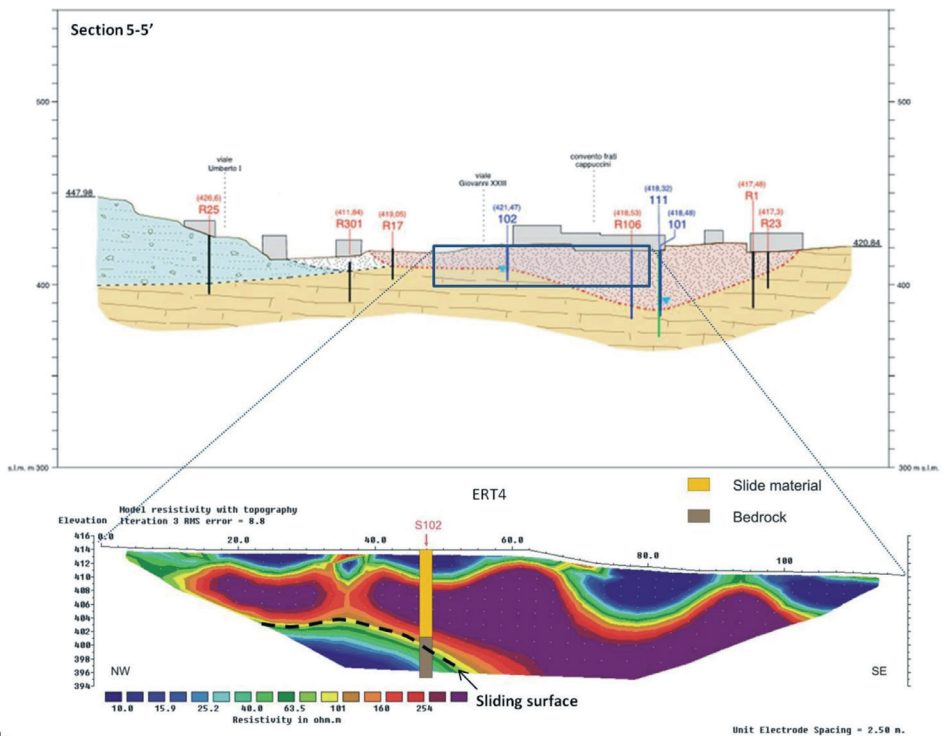 Section 5-5'
500
500
400
400
s.l.m. m 300
300 m s.l.m.
447.98
420.84
viale
Umberto I
viale
Giovanni XXIII
convento frati
cappuccini
(426,6)
R25
(411,84)
R301
(419,05)
R17
(421,47)
102
(418,53)
R106
(418,32)
111
(418,48)
101
(417,48)
R1
(417,3)
R23
ERT4
Slide material
Bedrock
Model resistivity with topography
Elevation Iteration 3 RMS error = 8.8
S102
0.0 20.0 40.0 60.0 80.0 100
416
414
412
410
408
406
404
402
400
398
396
394
NW
SE
Sliding surface
10.0 15.9 25.2 40.0 63.5 101 160 254
Resistivity in ohm.m
Unit Electrode Spacing = 2.50 m.